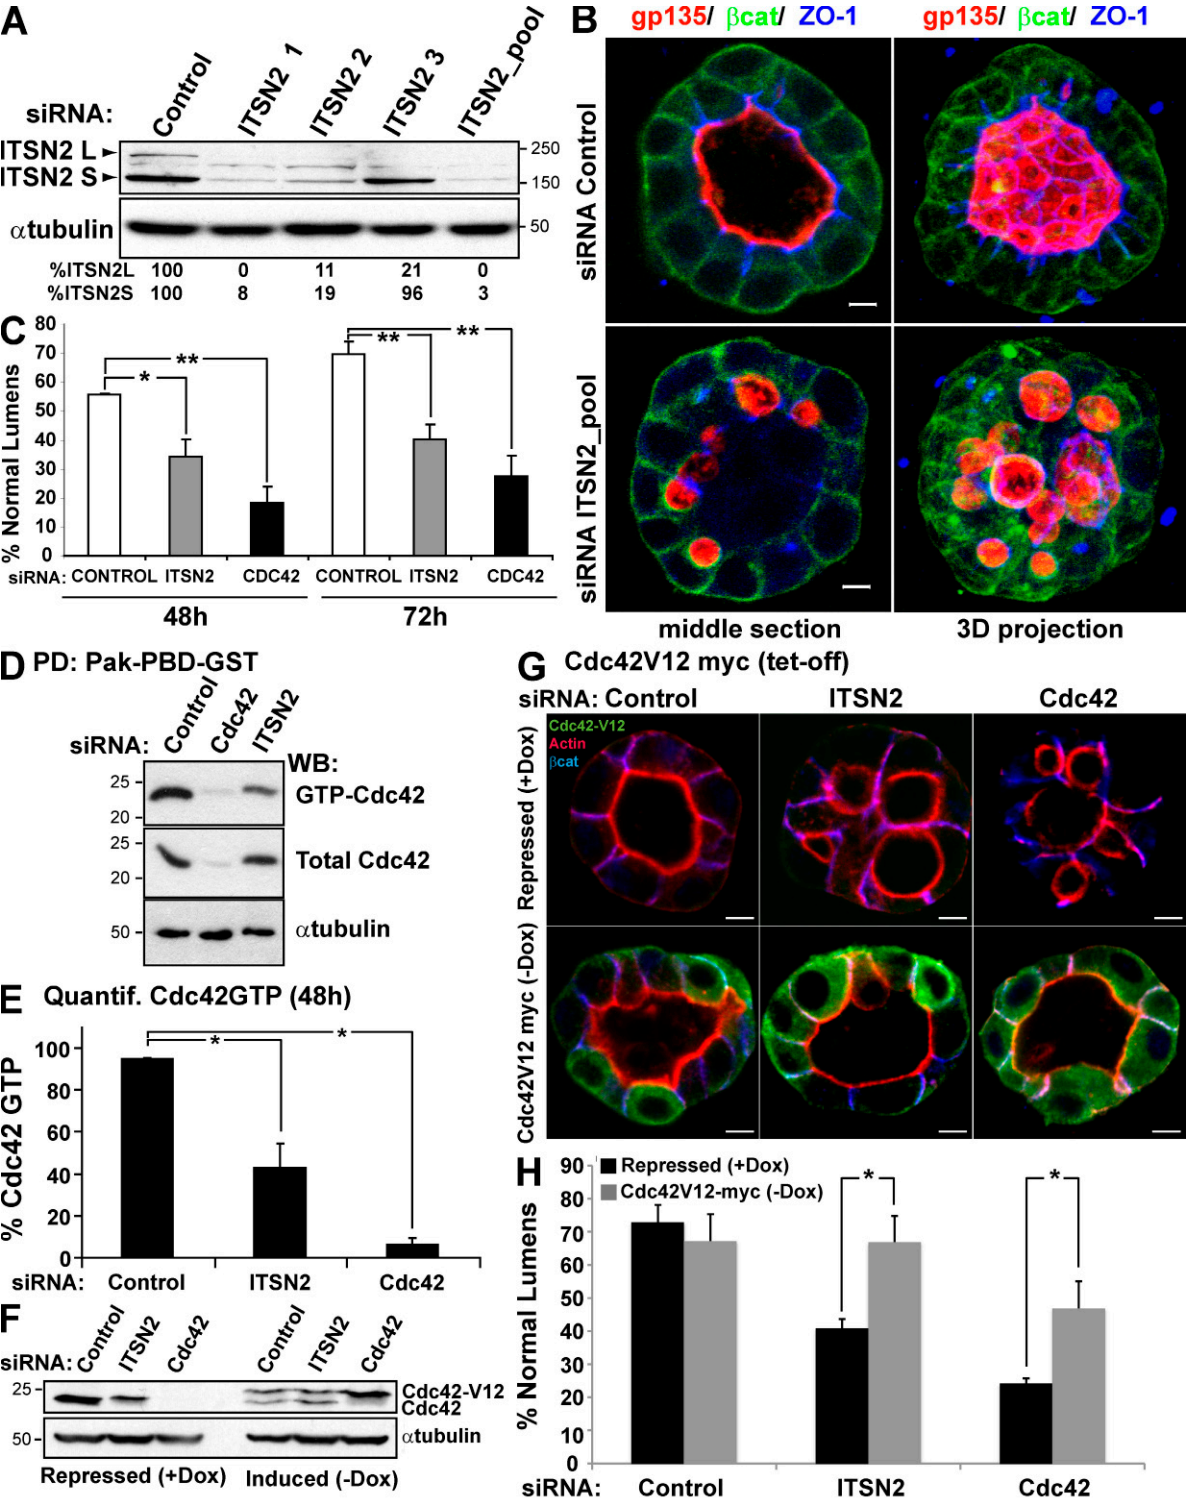 A
siRNA:
Control
ITSN2 1
ITSN2 2
ITSN2 3
ITSN2_pool
ITSN2 L
ITSN2 S
250
150
αtubulin
50
%ITSN2L 100 0 11 21 0
%ITSN2S 100 8 19 96 3
B
gp135/ βcat/ ZO-1
gp135/ βcat/ ZO-1
siRNA Control
siRNA ITSN2_pool
middle section
3D projection
C
% Normal Lumens
80
70
60
50
40
30
20
10
0
*
**
**
**
siRNA: CONTROL ITSN2 CDC42 CONTROL ITSN2 CDC42
48h
72h
D PD: Pak-PBD-GST
siRNA:
Control
Cdc42
ITSN2
WB:
25
20
GTP-Cdc42
25
20
Total Cdc42
50
αtubulin
E Quantif. Cdc42GTP (48h)
% Cdc42 GTP
100
80
60
40
20
0
*
*
siRNA: Control ITSN2 Cdc42
F
siRNA:
Control
ITSN2
Cdc42
Control
ITSN2
Cdc42
25
Cdc42-V12
Cdc42
50
αtubulin
Repressed (+Dox)
Induced (-Dox)
G Cdc42V12 myc (tet-off)
siRNA: Control ITSN2 Cdc42
Cdc42-V12
Actin
βcat
Repressed (+Dox)
Cdc42V12 myc (-Dox)
H
% Normal Lumens
90
80
70
60
50
40
30
20
10
0
Repressed (+Dox)
Cdc42V12-myc (-Dox)
*
*
siRNA: Control ITSN2 Cdc42